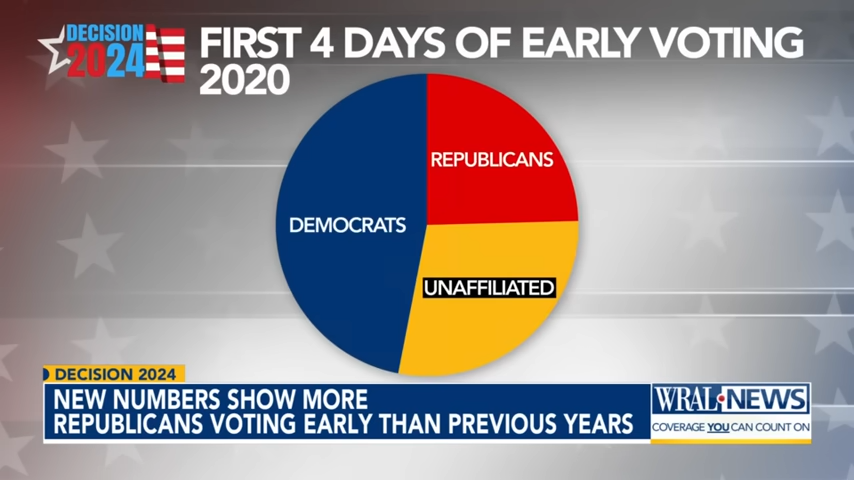 DECISION
2024
FIRST 4 DAYS OF EARLY VOTING
2020
REPUBLICANS
DEMOCRATS
UNAFFILIATED
DECISION 2024
NEW NUMBERS SHOW MORE
REPUBLICANS VOTING EARLY THAN PREVIOUS YEARS
WRAL NEWS
COVERAGE YOU CAN COUNT ON